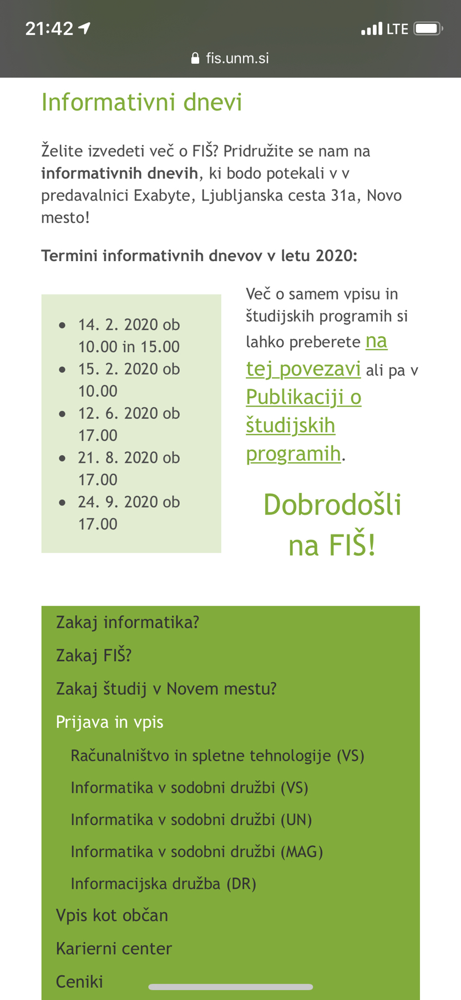 21:42
LTE
fis.unm.si
Informativni dnevi
Želite izvedeti več o FIŠ? Pridružite se nam na
informativnih dnevih, ki bodo potekali v v
predavalnici Exabyte, Ljubljanska cesta 31a, Novo
mesto!
Termini informativnih dnevov v letu 2020:
• 14. 2. 2020 ob
10.00 in 15.00
• 15. 2. 2020 ob
10.00
• 12. 6. 2020 ob
17.00
• 21. 8. 2020 ob
17.00
• 24. 9. 2020 ob
17.00
Več o samem vpisu in
študijskih programih si
lahko preberete na
tej povezavi ali pa v
Publikaciji o
študijskih
programih.
Dobrodošli
na FIŠ!
Zakaj informatika?
Zakaj FIŠ?
Zakaj študij v Novem mestu?
Prijava in vpis
Računalništvo in spletne tehnologije (VS)
Informatika v sodobni družbi (VS)
Informatika v sodobni družbi (UN)
Informatika v sodobni družbi (MAG)
Informacijska družba (DR)
Vpis kot občan
Karierni center
Ceniki